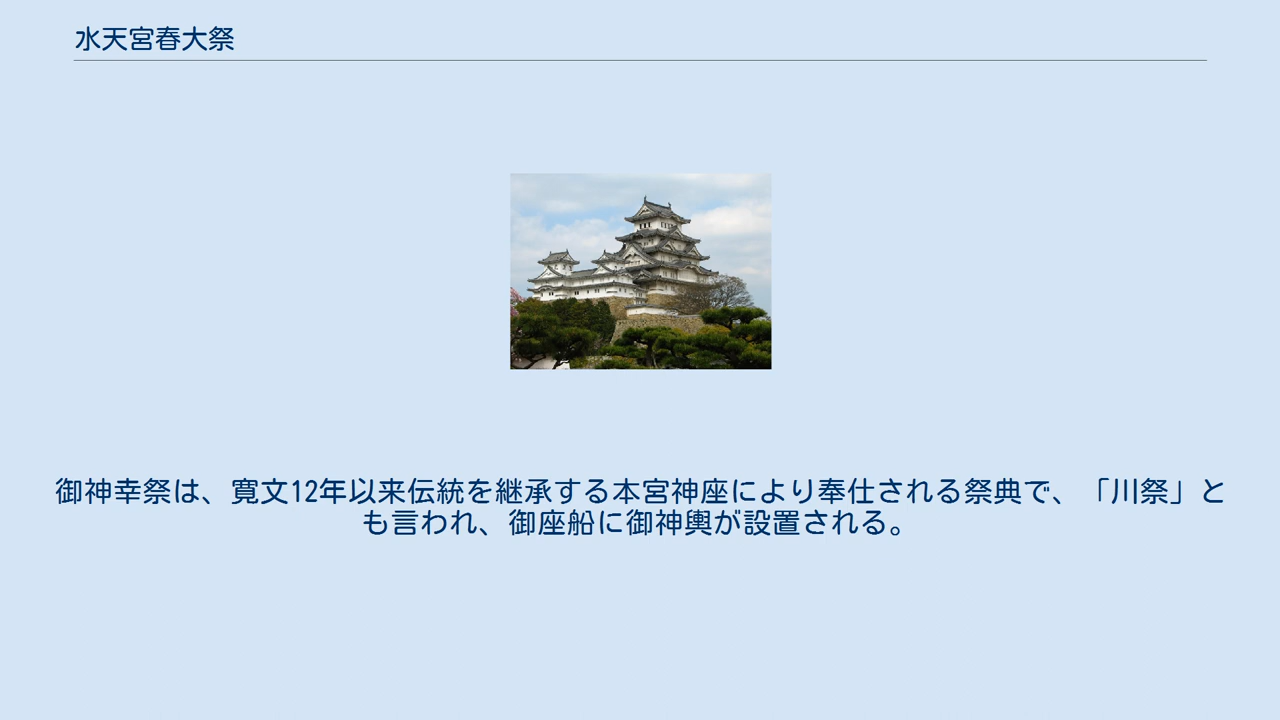 水天宮春大祭
御神幸祭は、寛文12年以来伝統を継承する本宮神座により奉仕される祭典で、「川祭」と
も言われ、御座船に御神輿が設置される。